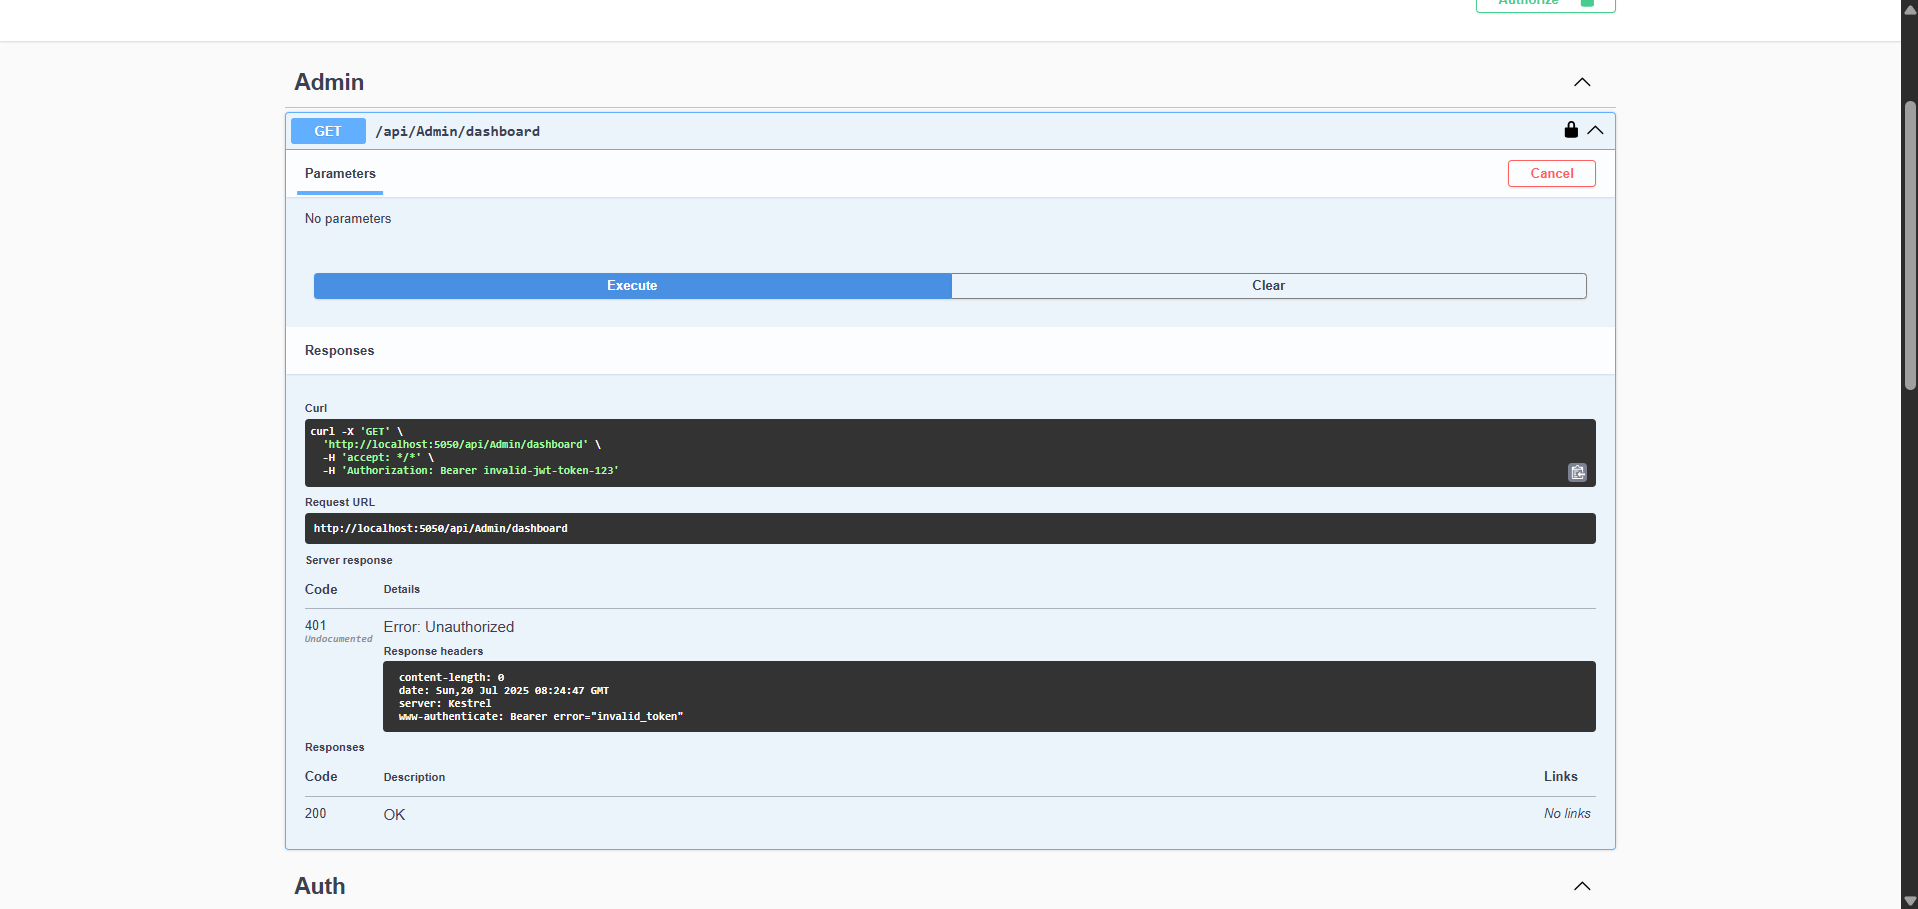 Authorize
Admin
GET /api/Admin/dashboard
Parameters
Cancel
No parameters
Execute
Clear
Responses
Curl
curl -X 'GET' \
'http://localhost:5050/api/Admin/dashboard' \
-H 'accept: */*' \
-H 'Authorization: Bearer invalid-jwt-token-123'
Request URL
http://localhost:5050/api/Admin/dashboard
Server response
Code Details
401 Error: Unauthorized
Undocumented
Response headers
content-length: 0
date: Sun,20 Jul 2025 08:24:47 GMT
server: Kestrel
www-authenticate: Bearer error="invalid_token"
Responses
Code Description Links
200 OK No links
Auth